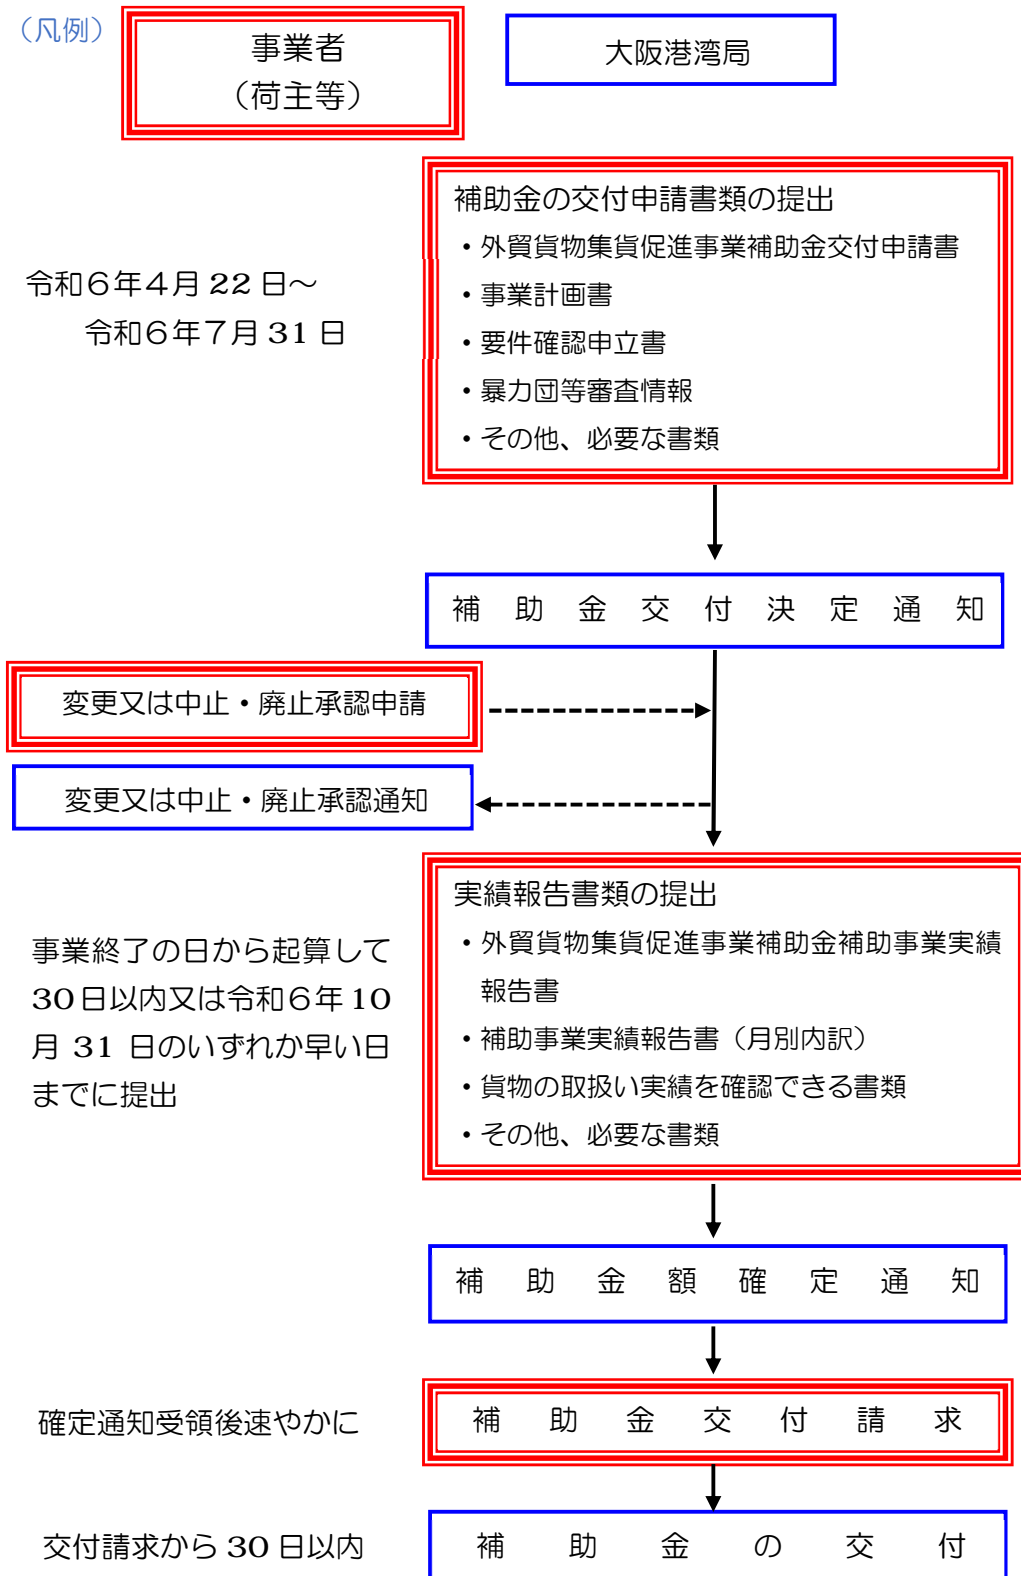 （凡例）
事業者
（荷主等）
大阪港湾局
補助金の交付申請書類の提出
・外貿貨物集貨促進事業補助金交付申請書
・事業計画書
・要件確認申立書
・暴力団等審査情報
・その他、必要な書類
令和６年４月 22 日～
令和６年７月 31 日
補助金交付決定通知
変更又は中止・廃止承認申請
変更又は中止・廃止承認通知
実績報告書類の提出
・外貿貨物集貨促進事業補助金補助事業実績
報告書
・補助事業実績報告書（月別内訳）
・貨物の取扱い実績を確認できる書類
・その他、必要な書類
事業終了の日から起算して
30 日以内又は令和６年 10
月 31 日のいずれか早い日
までに提出
補助金額確定通知
確定通知受領後速やかに
補助金交付請求
交付請求から 30 日以内
補助金の交付